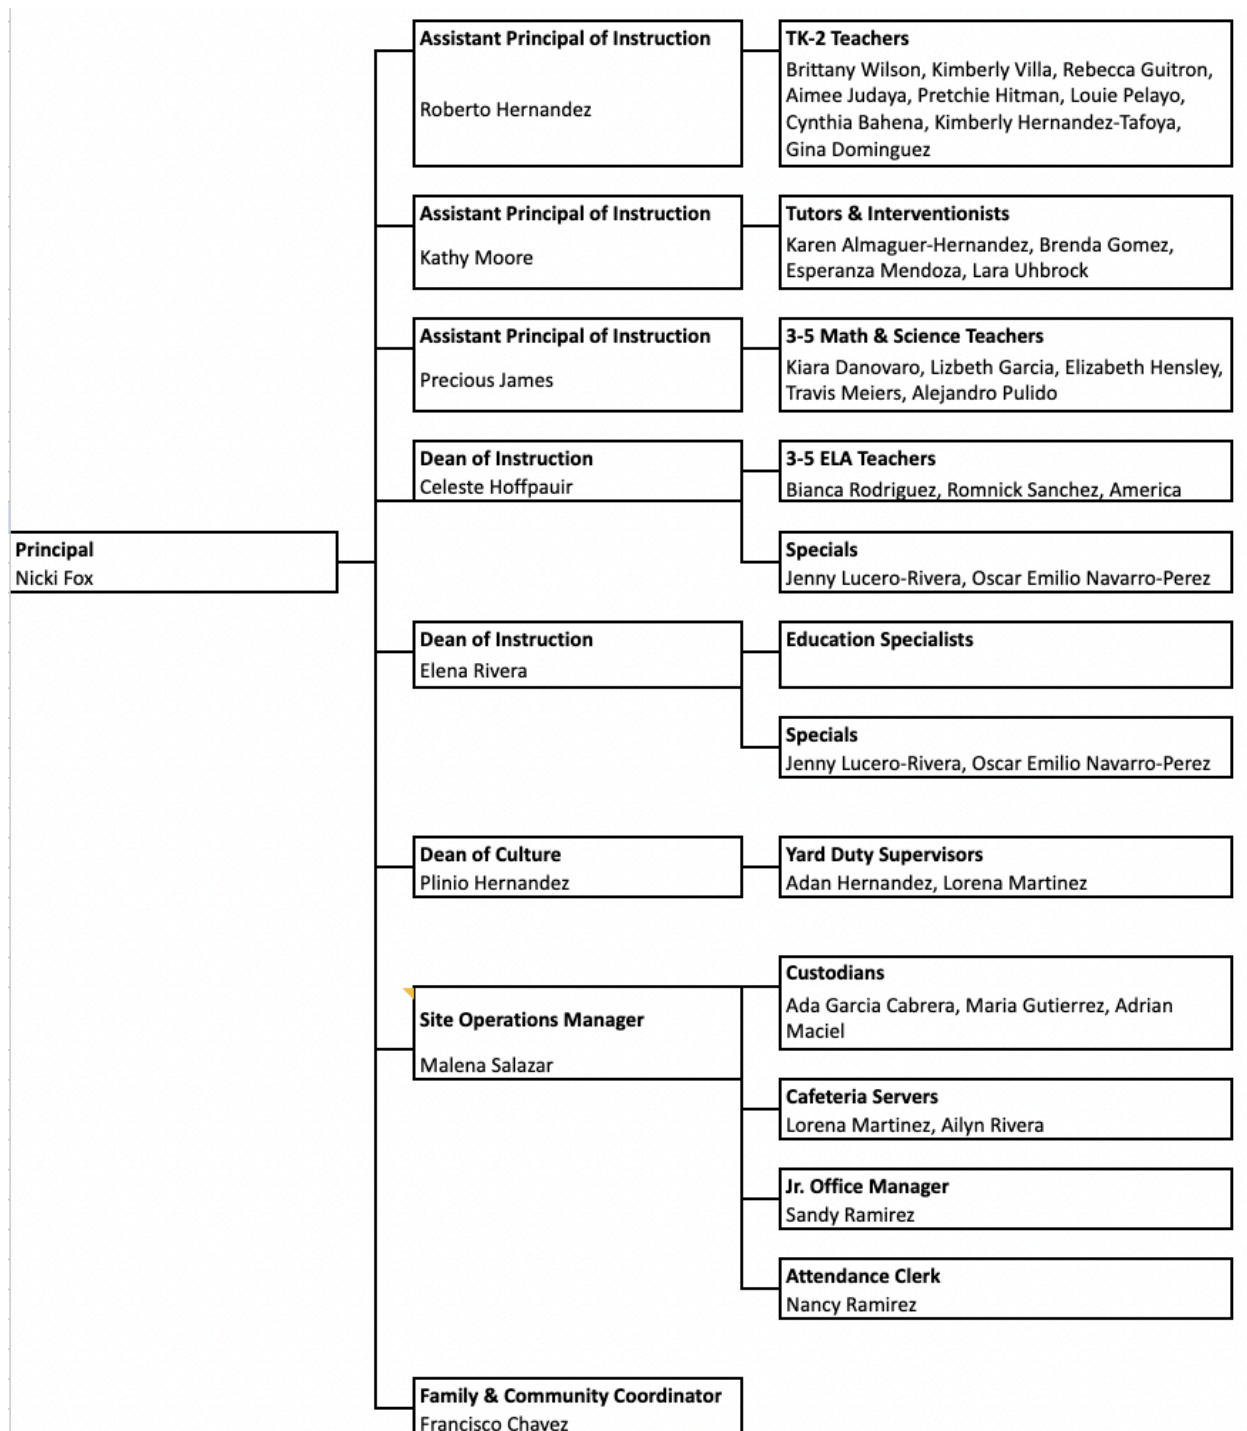 Assistant Principal of Instruction
Roberto Hernandez
TK-2 Teachers
Brittany Wilson, Kimberly Villa, Rebecca Guitron,
Aimee Judaya, Pretchie Hitman, Louie Pelayo,
Cynthia Bahena, Kimberly Hernandez-Tafoya,
Gina Dominguez
Assistant Principal of Instruction
Kathy Moore
Tutors & Interventionists
Karen Almaguer-Hernandez, Brenda Gomez,
Esperanza Mendoza, Lara Uhbrock
Assistant Principal of Instruction
Precious James
3-5 Math & Science Teachers
Kiara Danovaro, Lizbeth Garcia, Elizabeth Hensley,
Travis Meiers, Alejandro Pulido
Dean of Instruction
Celeste Hoffpauir
3-5 ELA Teachers
Bianca Rodriguez, Romnick Sanchez, America
Specials
Jenny Lucero-Rivera, Oscar Emilio Navarro-Perez
Principal
Nicki Fox
Dean of Instruction
Elena Rivera
Education Specialists
Specials
Jenny Lucero-Rivera, Oscar Emilio Navarro-Perez
Dean of Culture
Plinio Hernandez
Yard Duty Supervisors
Adan Hernandez, Lorena Martinez
Site Operations Manager
Malena Salazar
Custodians
Ada Garcia Cabrera, Maria Gutierrez, Adrian
Maciel
Cafeteria Servers
Lorena Martinez, Ailyn Rivera
Jr. Office Manager
Sandy Ramirez
Attendance Clerk
Nancy Ramirez
Family & Community Coordinator
Francisco Chavez